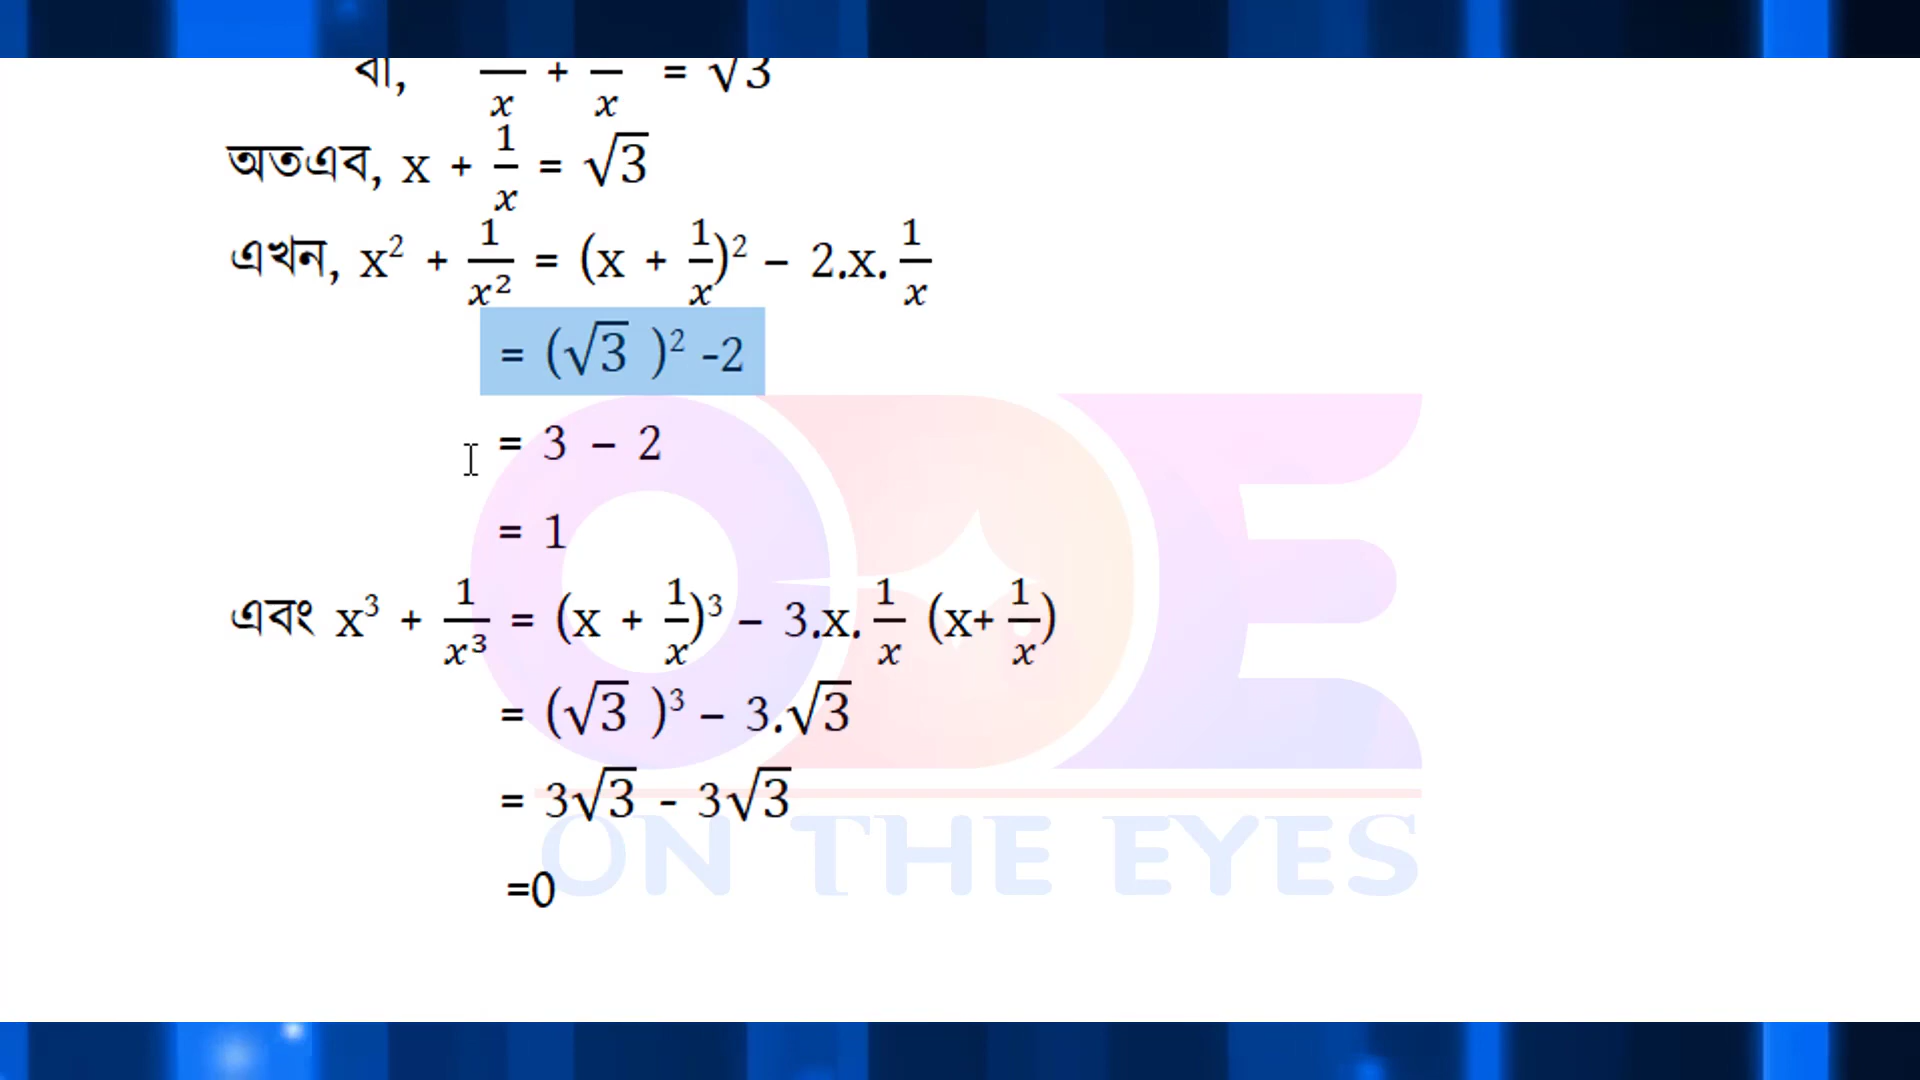 বা, x + x = √3
অতএব, x + 1/x = √3
এখন, x² + 1/x² = (x + 1/x)² – 2.x. 1/x
= (√3 )² -2
= 3 – 2
= 1
এবং x³ + 1/x³ = (x + 1/x)³ – 3.x. 1/x (x+ 1/x)
= (√3 )³ – 3.√3
= 3√3 - 3√3
=0
ODE
ON THE EYES